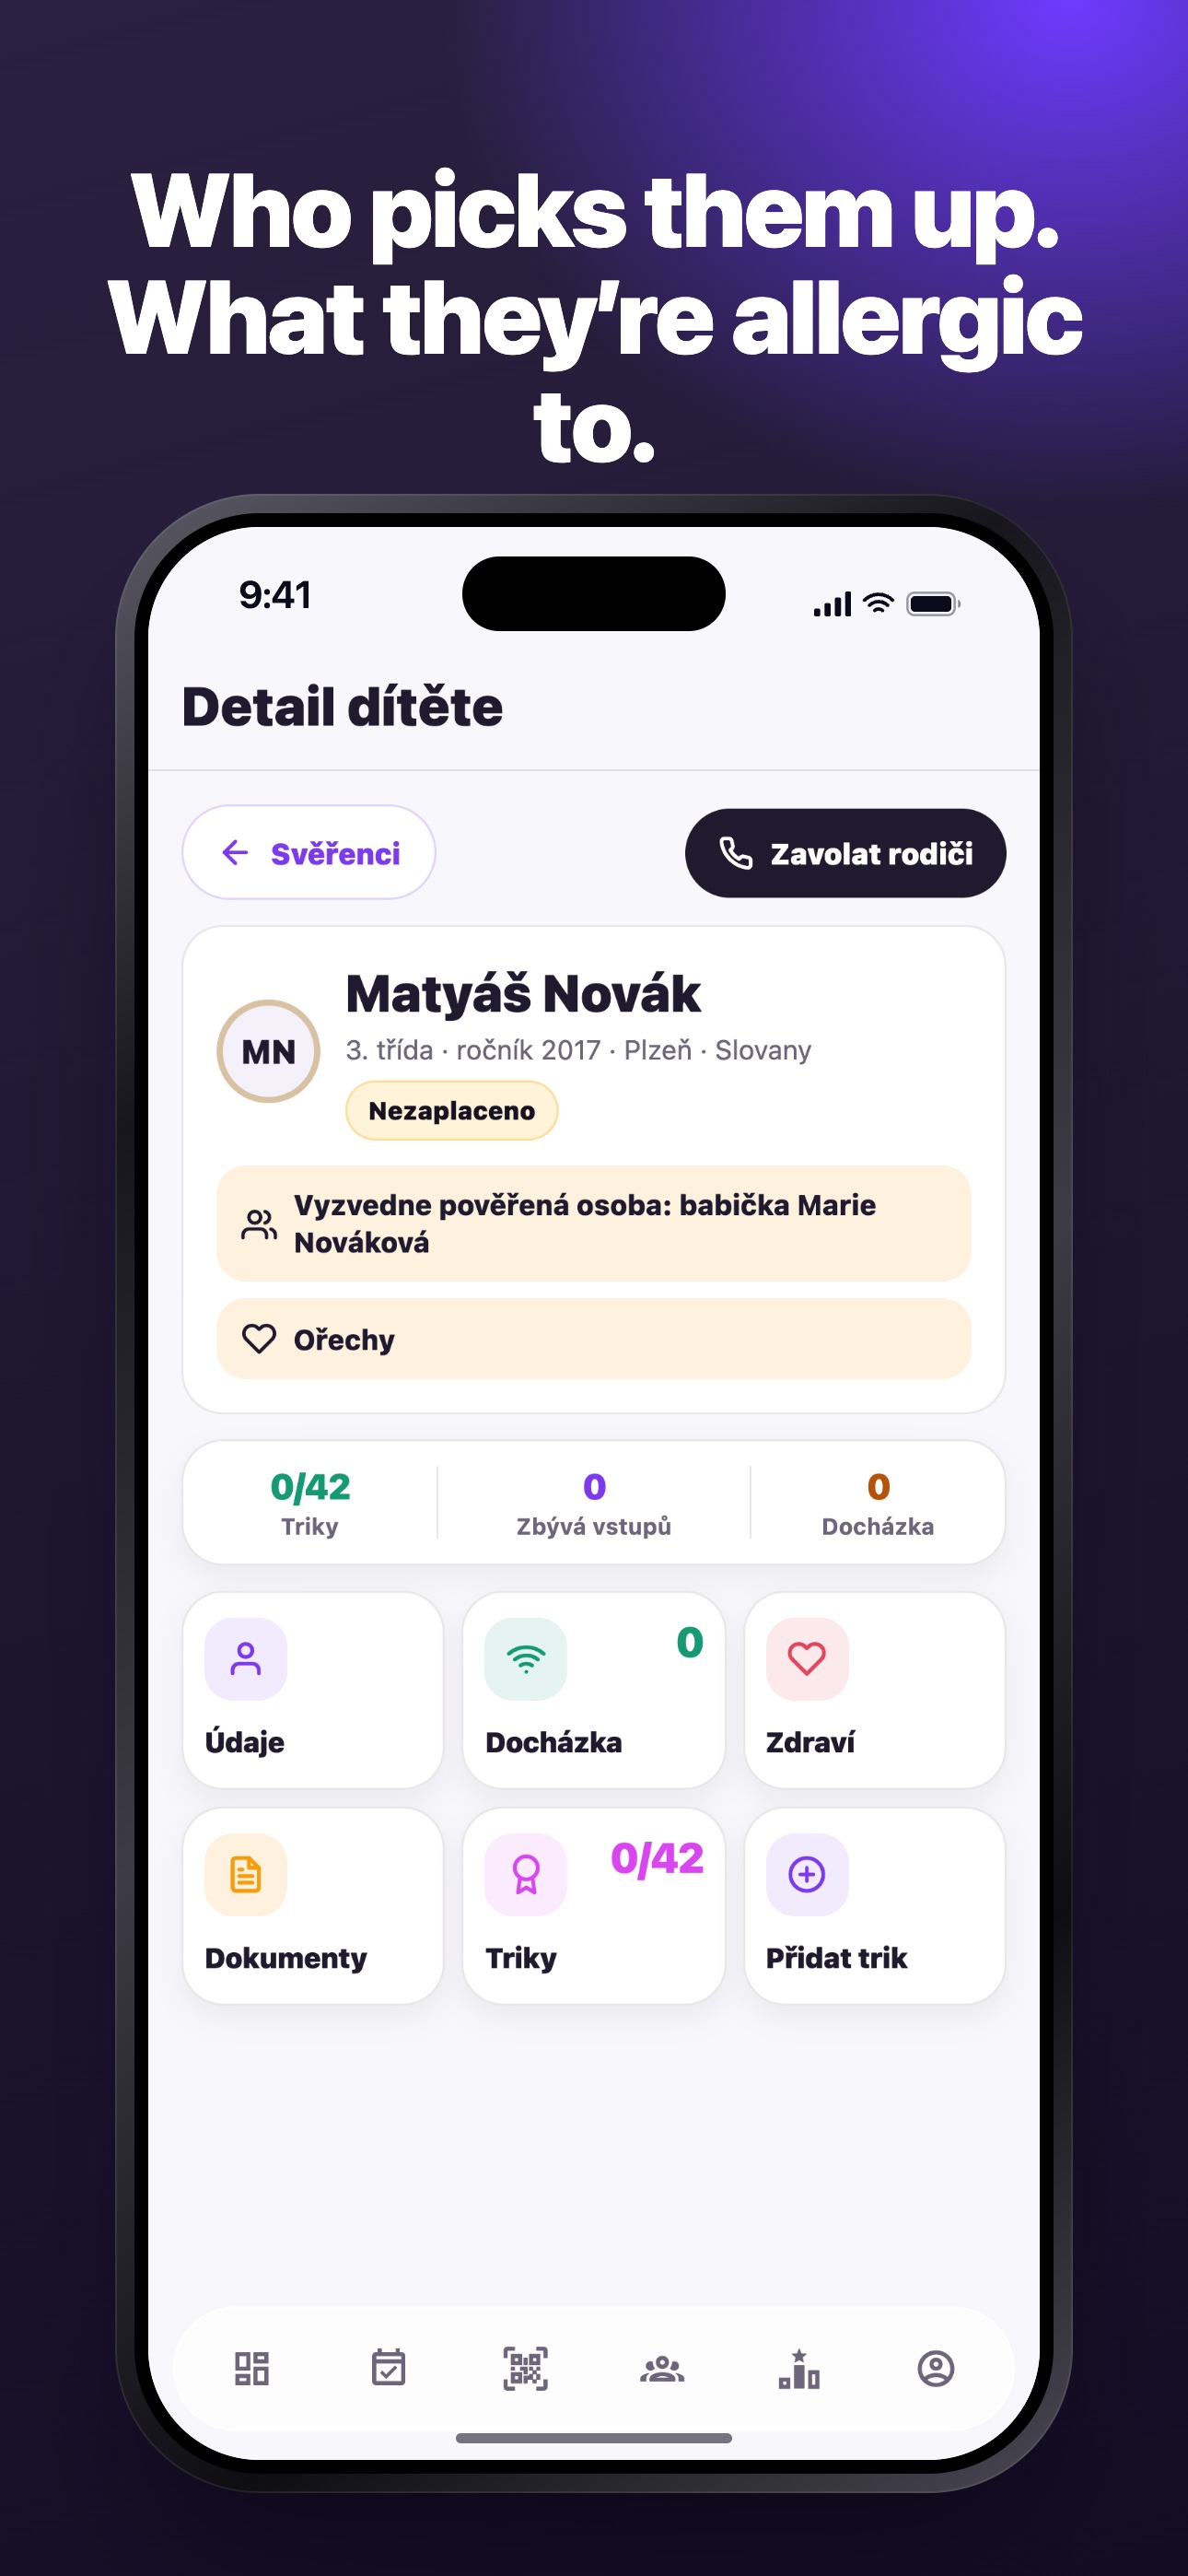 Who picks them up.
What they’re allergic
to.
9:41
Detail dítěte
Svěřenci
Zavolat rodiči
MN
Matyáš Novák
3. třída · ročník 2017 · Plzeň · Slovany
Nezaplaceno
Vyzvedne pověřená osoba: babička Marie
Nováková
Ořechy
0/42
Triky
0
Zbývá vstupů
0
Docházka
Údaje
0
Docházka
Zdraví
Dokumenty
0/42
Triky
Přidat trik